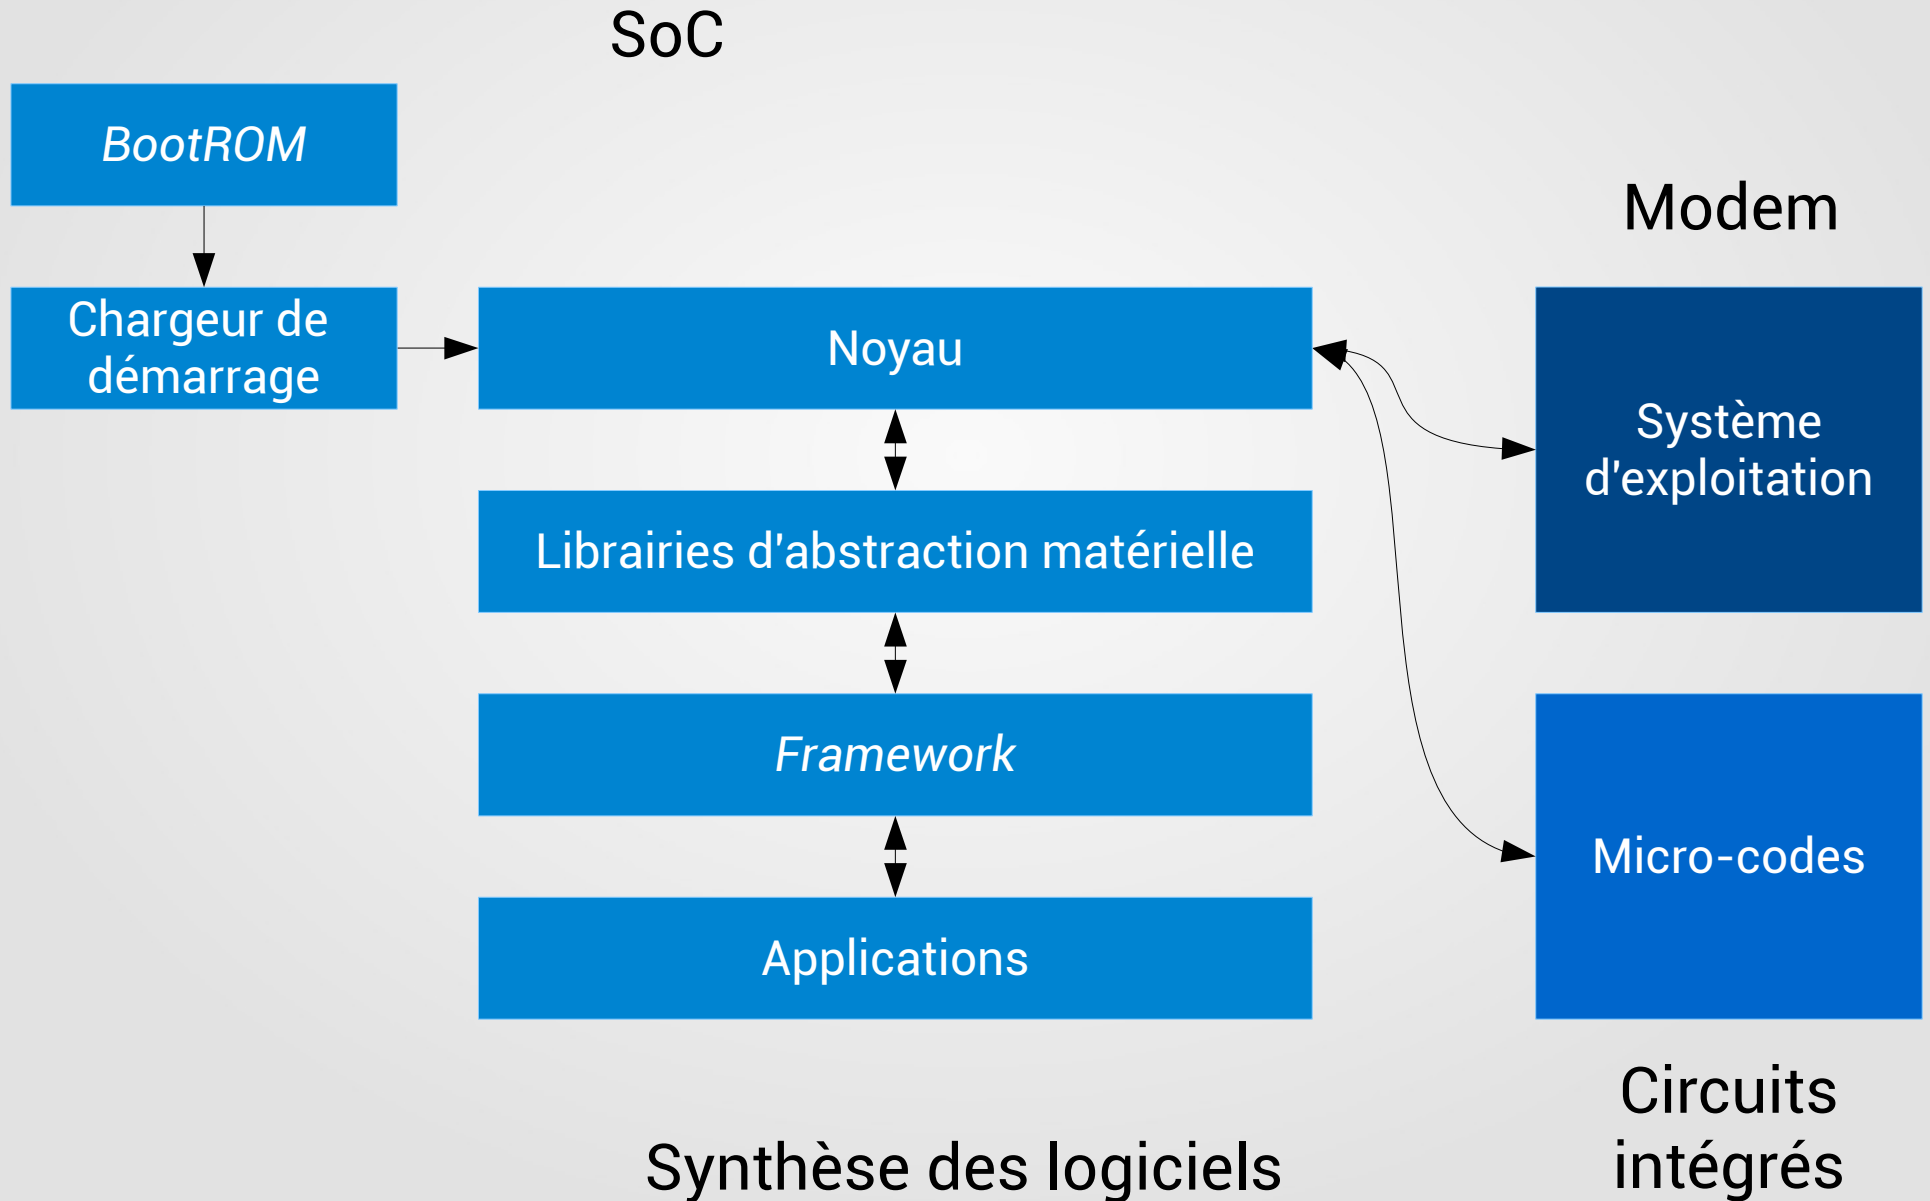 SoC
BootROM
Modem
Chargeur de
démarrage
Noyau
Système
d'exploitation
Librairies d'abstraction matérielle
Framework
Micro-codes
Applications
Circuits
intégrés
Synthèse des logiciels